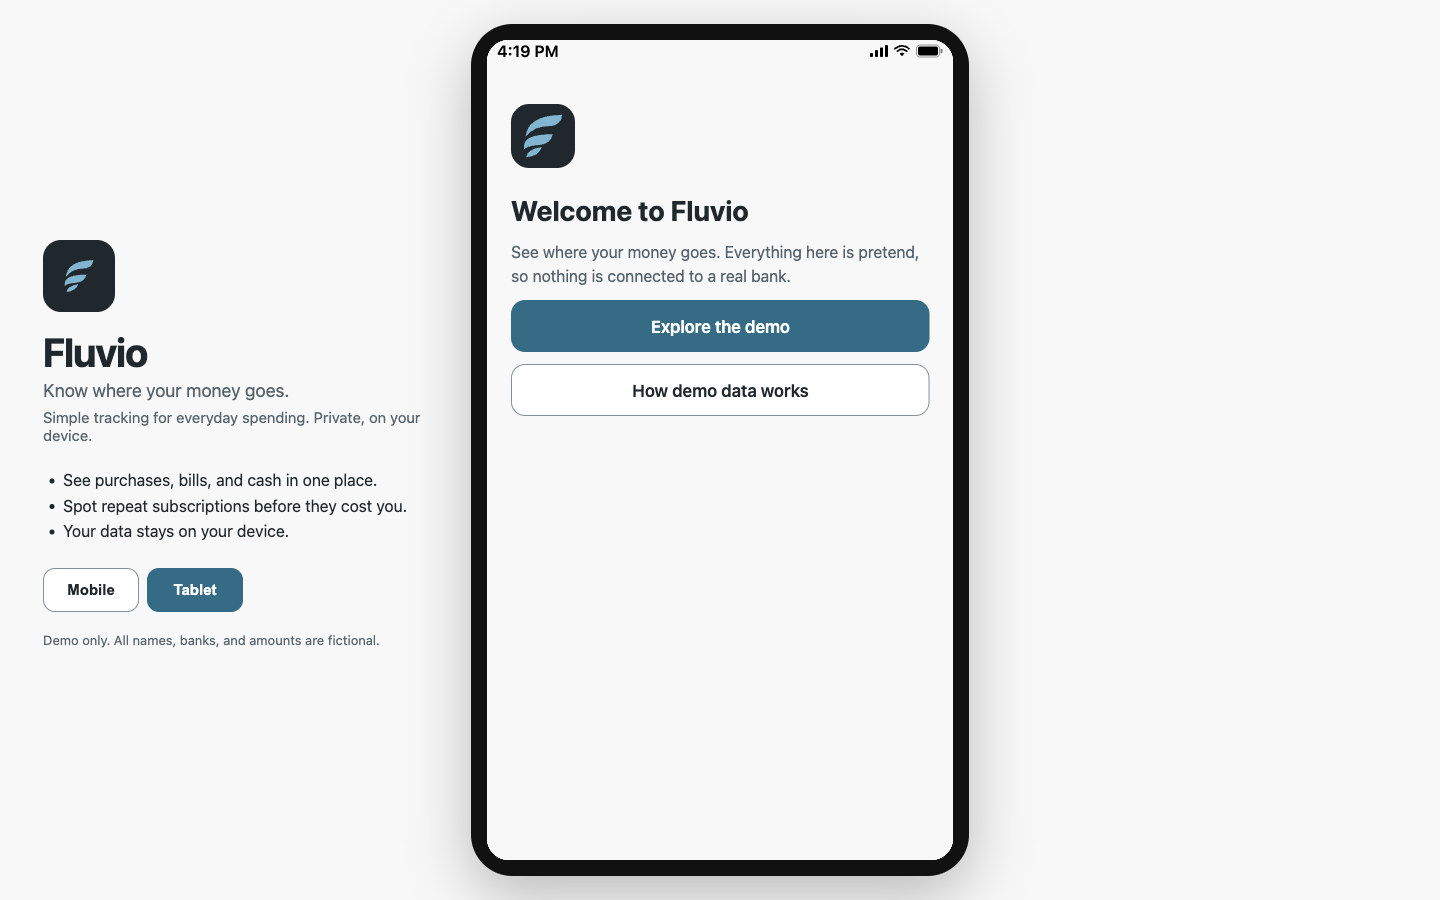 Fluvio
Know where your money goes.
Simple tracking for everyday spending. Private, on your
device.
• See purchases, bills, and cash in one place.
• Spot repeat subscriptions before they cost you.
• Your data stays on your device.
Mobile
Tablet
Demo only. All names, banks, and amounts are fictional.
4:19 PM
Welcome to Fluvio
See where your money goes. Everything here is pretend,
so nothing is connected to a real bank.
Explore the demo
How demo data works